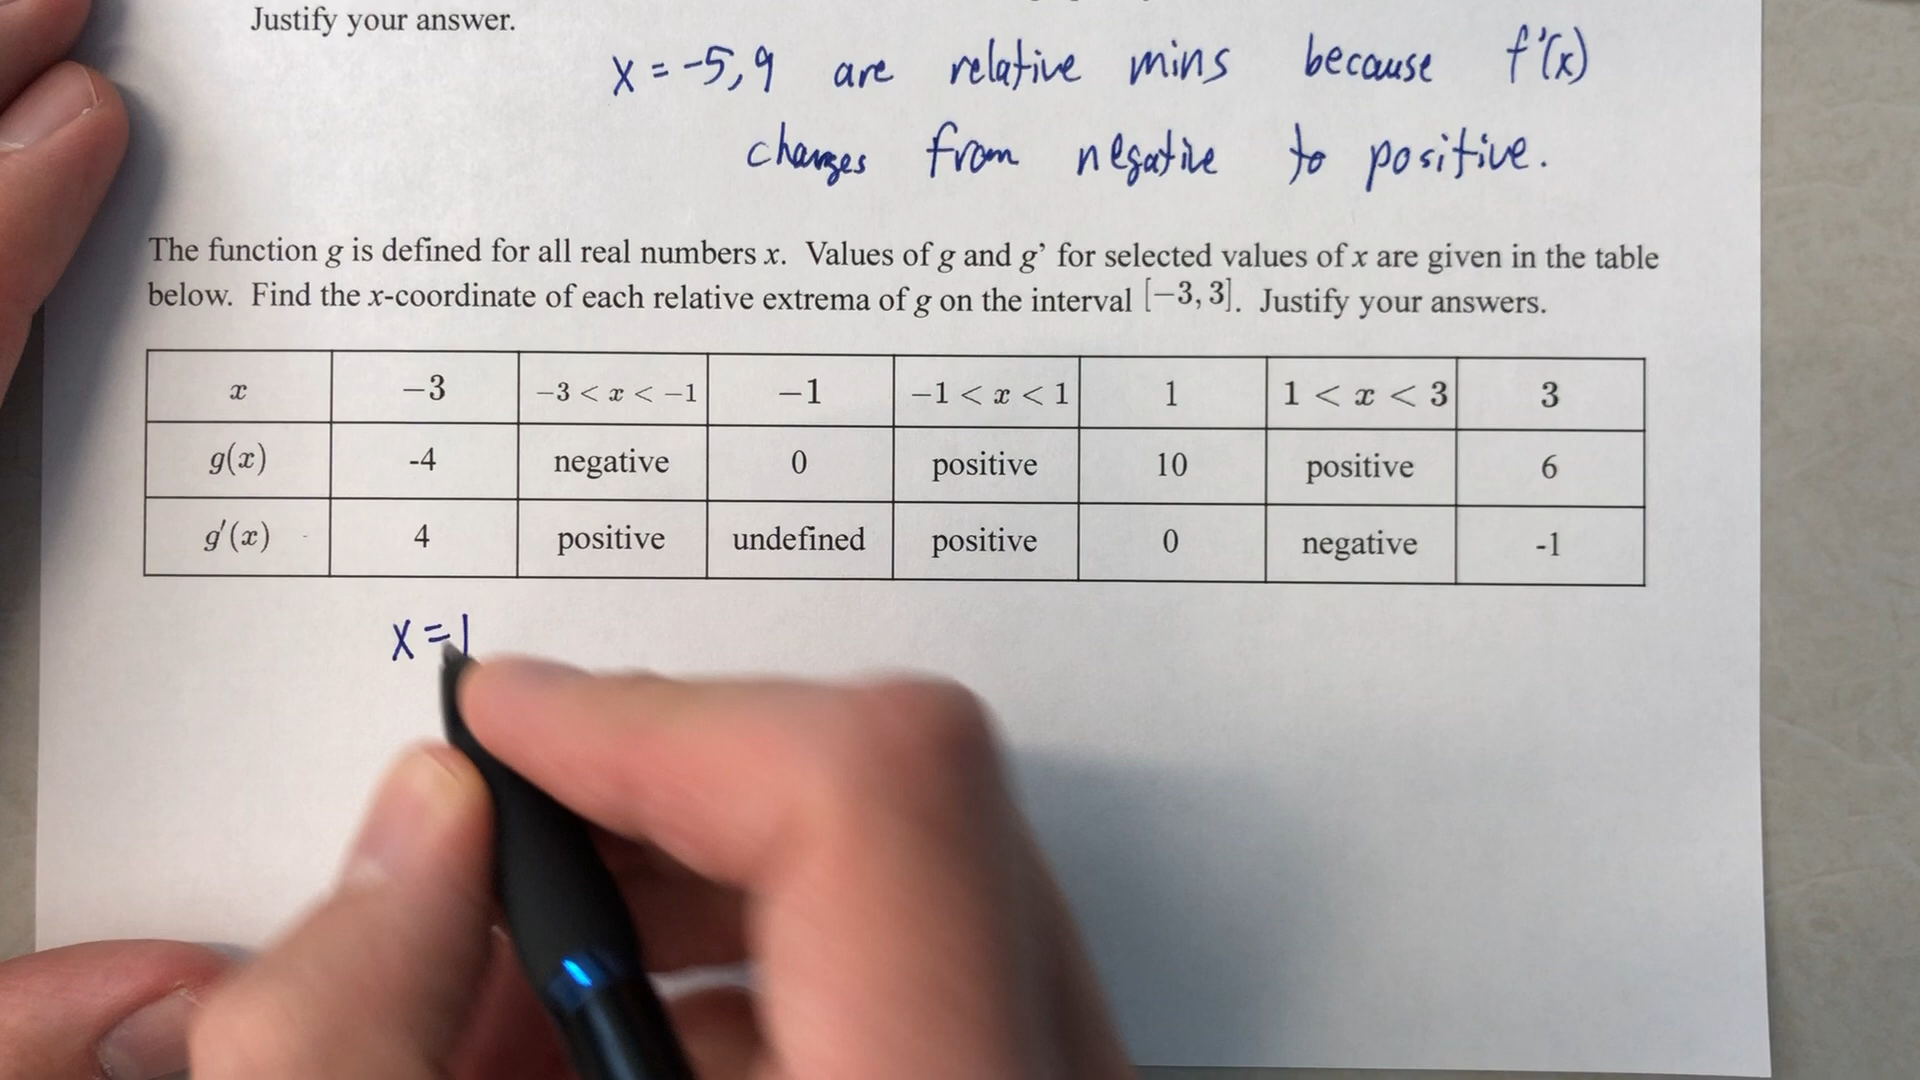 Justify your answer.
x = -5, 9 are relative mins because f'(x)
changes from negative to positive.
The function g is defined for all real numbers x. Values of g and g’ for selected values of x are given in the table
below. Find the x-coordinate of each relative extrema of g on the interval [−3, 3]. Justify your answers.
x −3 −3 < x < −1 −1 −1 < x < 1 1 1 < x < 3 3
g(x) -4 negative 0 positive 10 positive 6
g′(x) 4 positive undefined positive 0 negative -1
x = 1